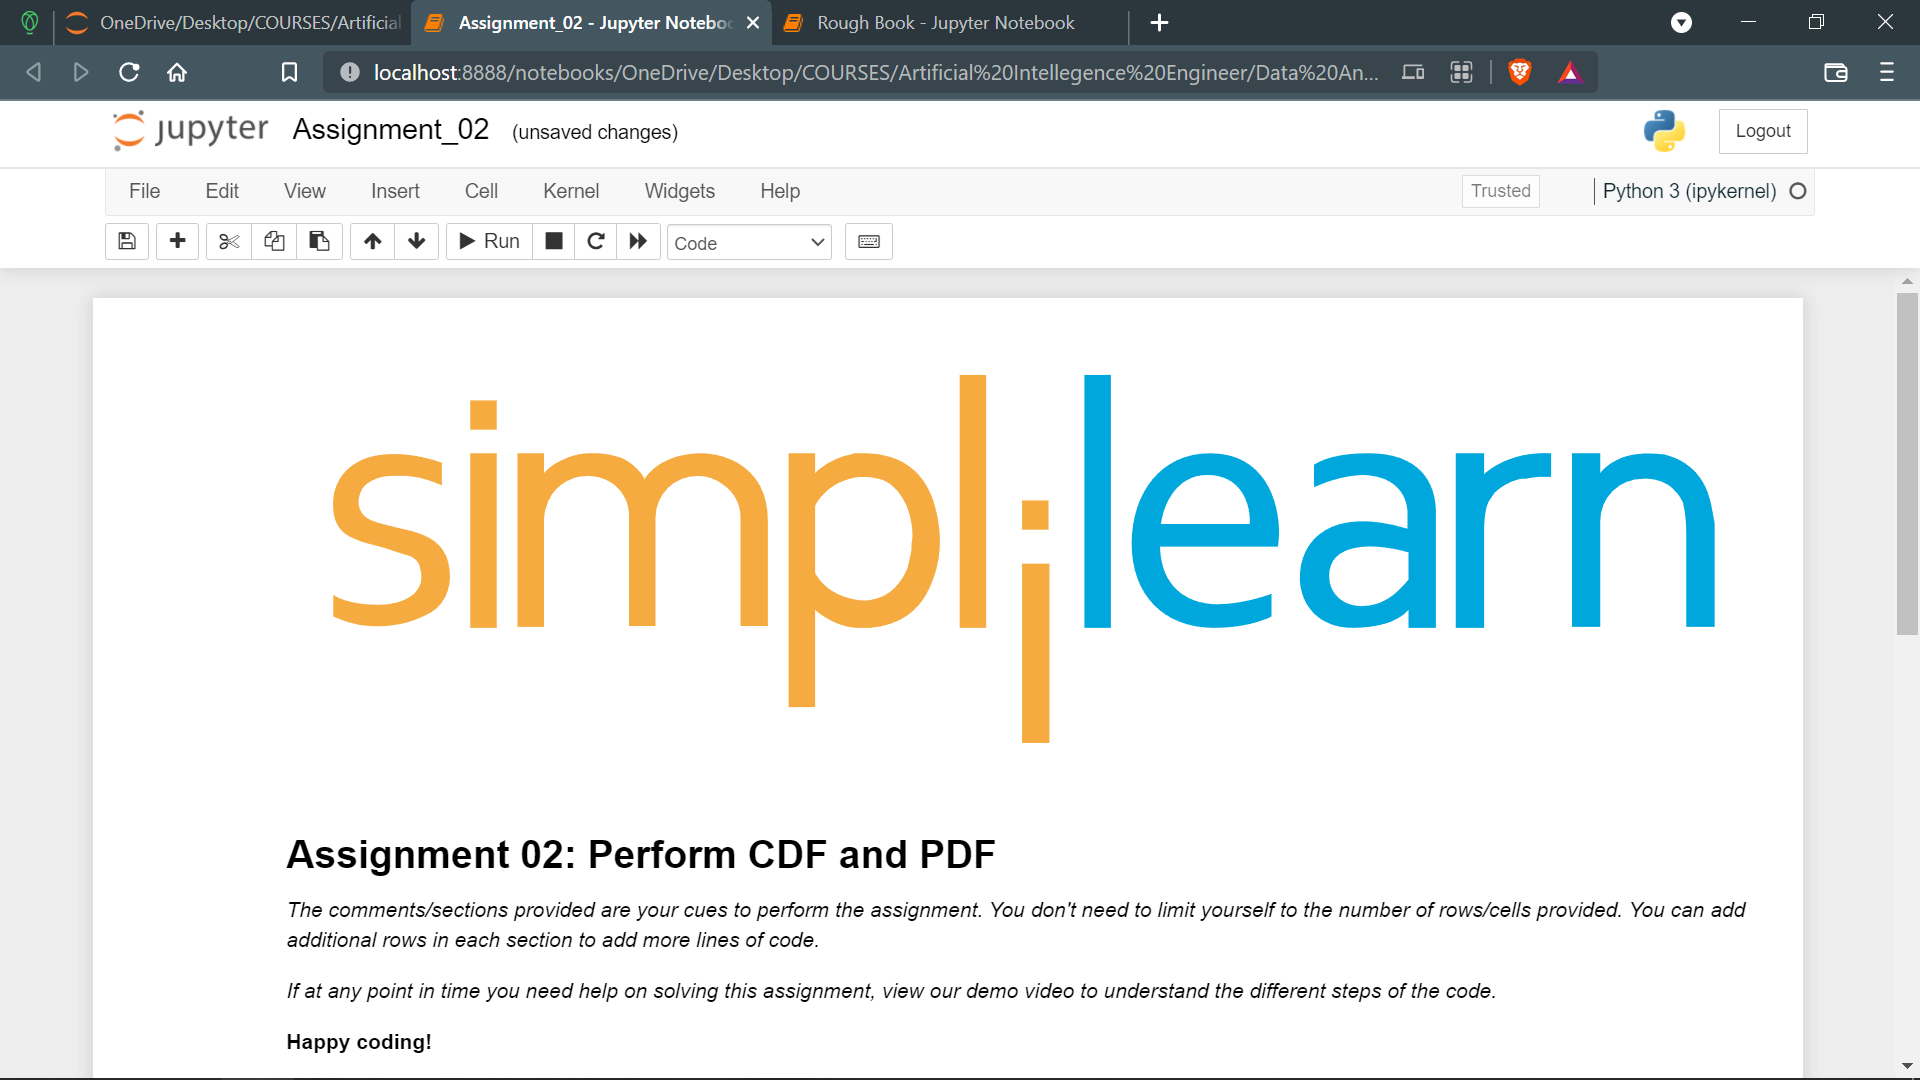 OneDrive/Desktop/COURSES/Artificial
Assignment_02 - Jupyter Notebo
Rough Book - Jupyter Notebook
localhost:8888/notebooks/OneDrive/Desktop/COURSES/Artificial%20Intellegence%20Engineer/Data%20An...
jupyter Assignment_02 (unsaved changes)
Logout
File Edit View Insert Cell Kernel Widgets Help
Trusted
Python 3 (ipykernel)
Run
Code
simplilearn
Assignment 02: Perform CDF and PDF
The comments/sections provided are your cues to perform the assignment. You don't need to limit yourself to the number of rows/cells provided. You can add
additional rows in each section to add more lines of code.
If at any point in time you need help on solving this assignment, view our demo video to understand the different steps of the code.
Happy coding!